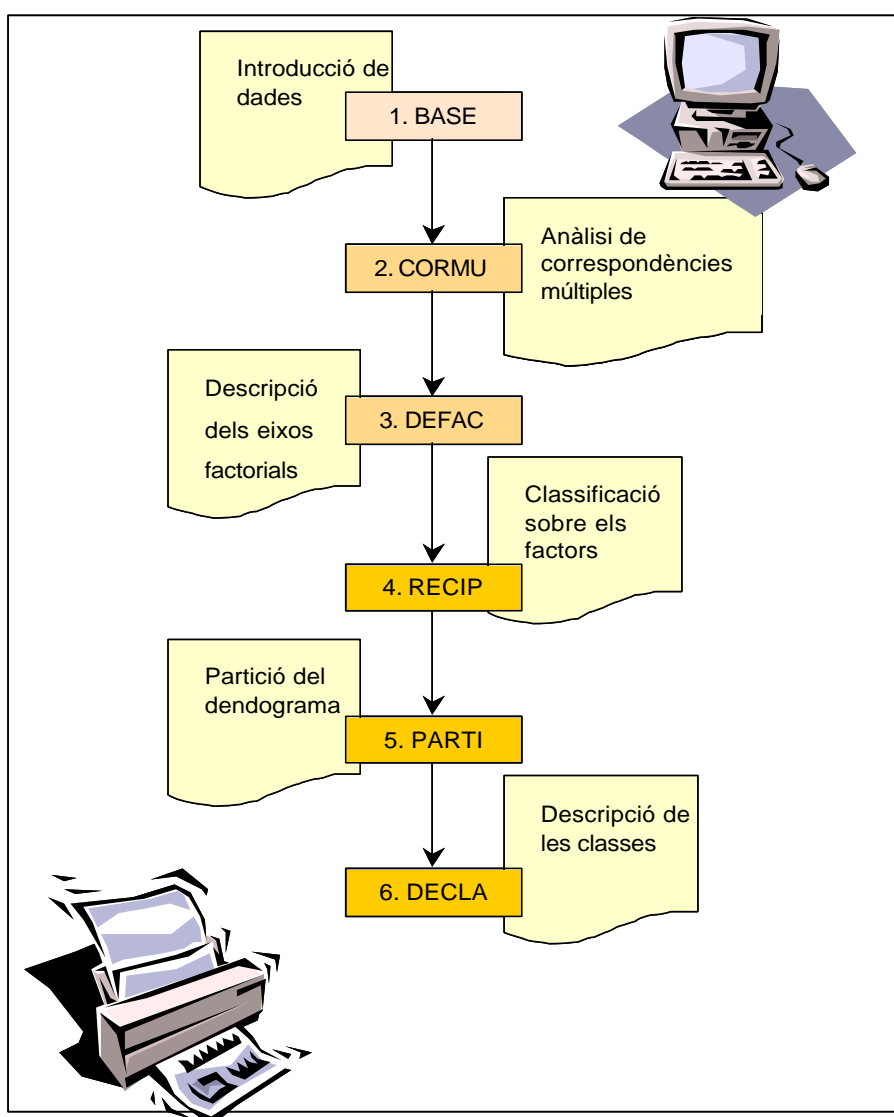 Introducció de
dades
1. BASE
2. CORMU
Anàlisi de
correspondències
múltiples
Descripció
dels eixos
factorials
3. DEFAC
Classificació
sobre els
factors
4. RECIP
Partició del
dendograma
5. PARTI
Descripció de
les classes
6. DECLA